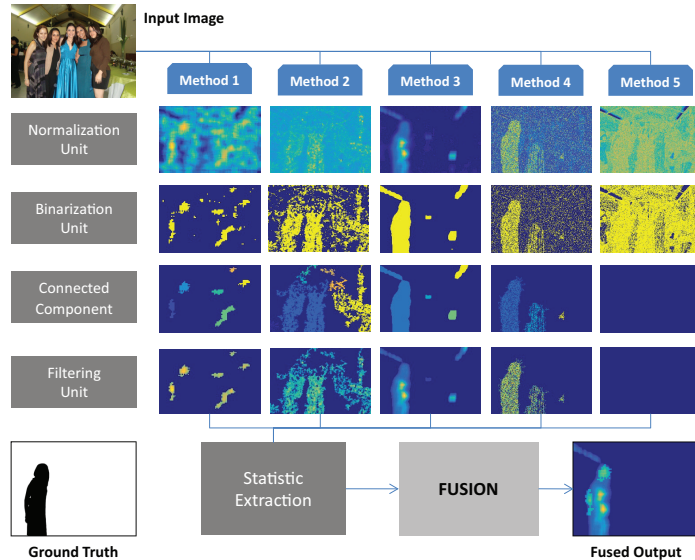 Input Image
Method 1
Method 2
Method 3
Method 4
Method 5
Normalization
Unit
Binarization
Unit
Connected
Component
Filtering
Unit
Statistic
Extraction
FUSION
Ground Truth
Fused Output